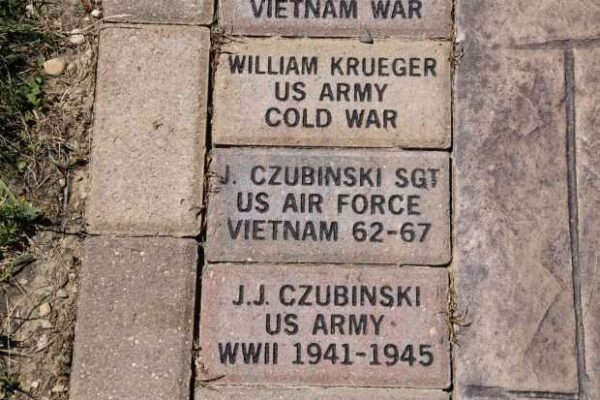 VIETNAM WAR
WILLIAM KRUEGER
US ARMY
COLD WAR
J. CZUBINSKI SGT
US AIR FORCE
VIETNAM 62-67
J.J. CZUBINSKI
US ARMY
WWII 1941-1945